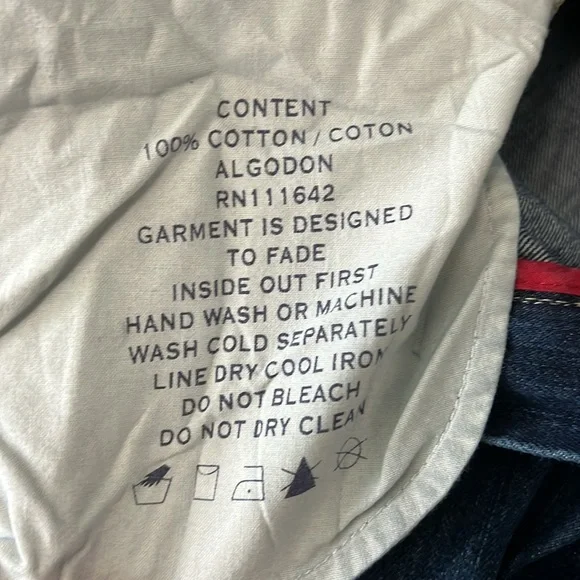 CONTENT
100% COTTON / COTON
ALGODON
RN111642
GARMENT IS DESIGNED
TO FADE
INSIDE OUT FIRST
HAND WASH OR MACHINE
WASH COLD SEPARATELY
LINE DRY COOL IRON
DO NOT BLEACH
DO NOT DRY CLEAN